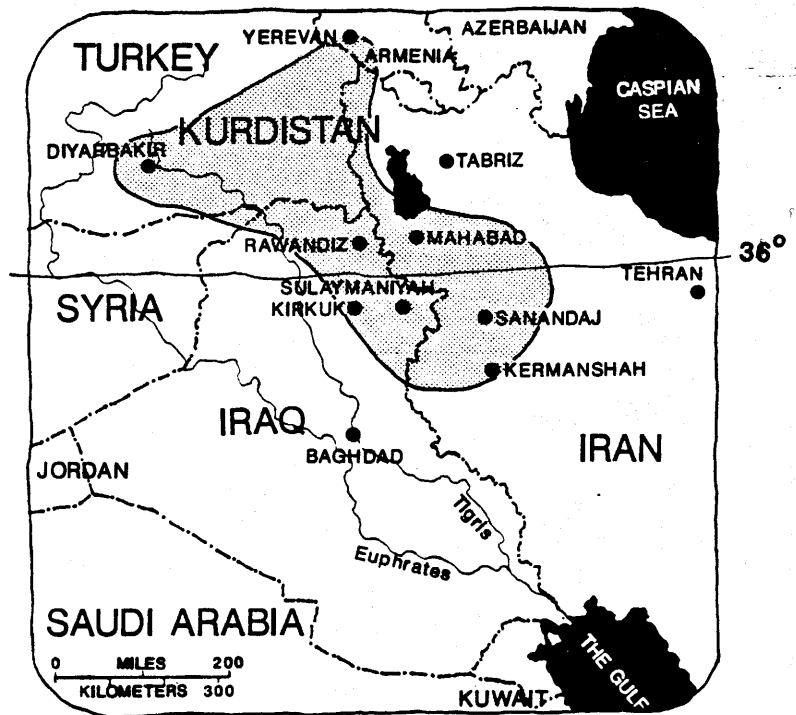 YEREVAN
AZERBAIJAN
TURKEY
ARMENIA
CASPIAN
SEA
KURDISTAN
DIYARBAKIR
TABRIZ
RAWANDIZ
MAHABAD
36°
TEHRAN
SYRIA
SULAYMANIYAH
KIRKUK
SANANDAJ
KERMANSHAH
IRAQ
IRAN
BAGHDAD
JORDAN
Tigris
Euphrates
SAUDI ARABIA
THE GULF
0 MILES 200
KILOMETERS 300
KUWAIT